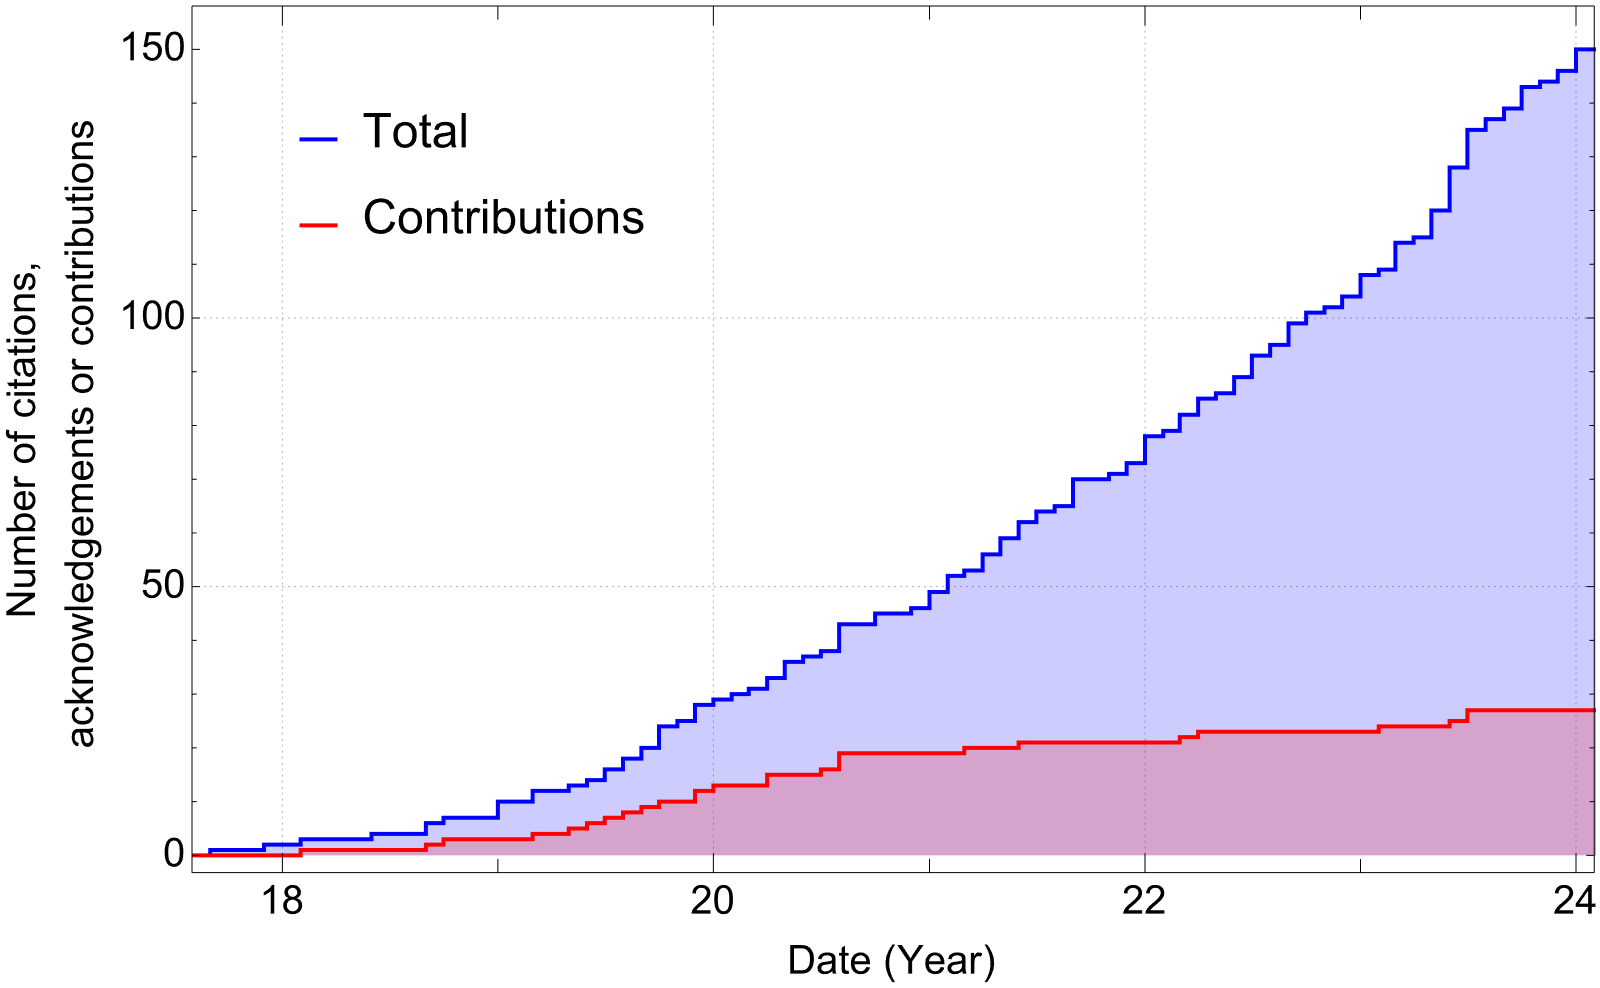 150
100
50
0
Number of citations,
acknowledgements or contributions
Total
Contributions
18
20
22
24
Date (Year)